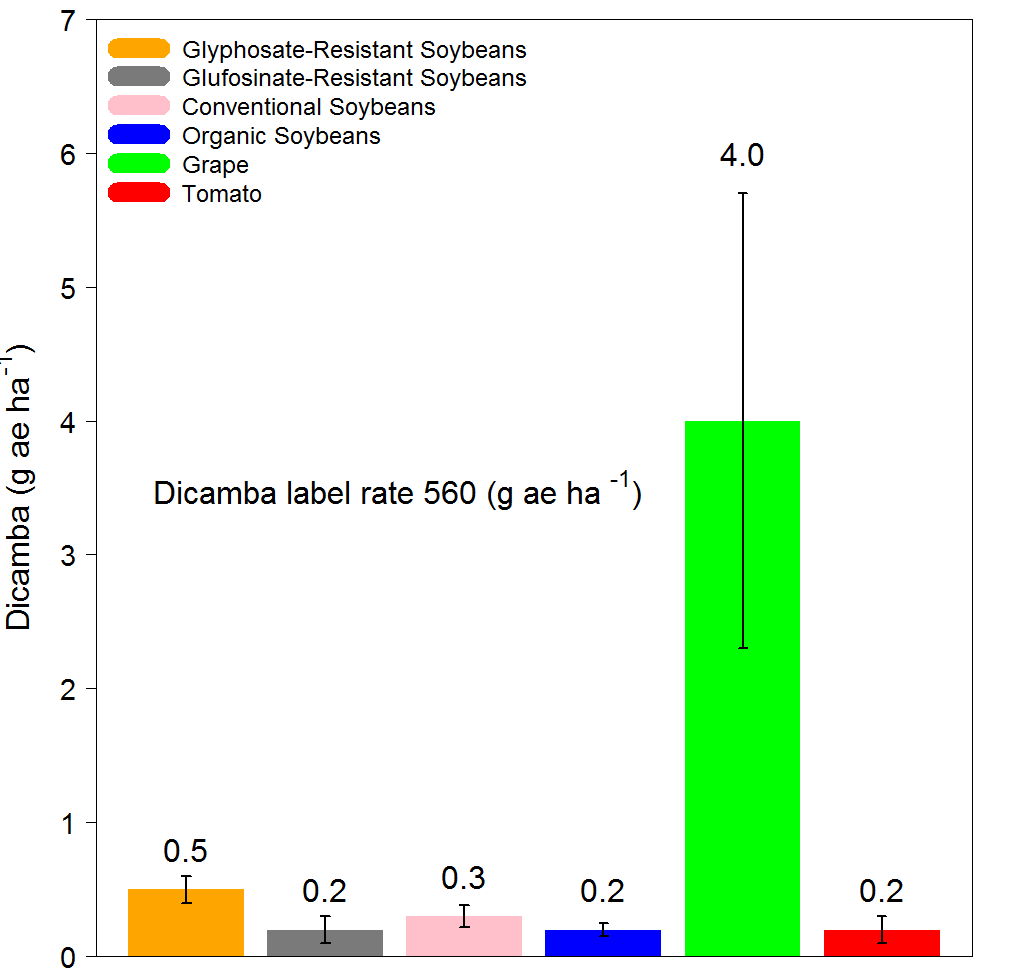 7
Glyphosate-Resistant Soybeans
Glufosinate-Resistant Soybeans
Conventional Soybeans
Organic Soybeans
Grape
Tomato
6
4.0
5
4
Dicamba label rate 560 (g ae ha -1)
Dicamba (g ae ha-1)
3
2
1
0.5
0.2
0.3
0.2
0.2
0